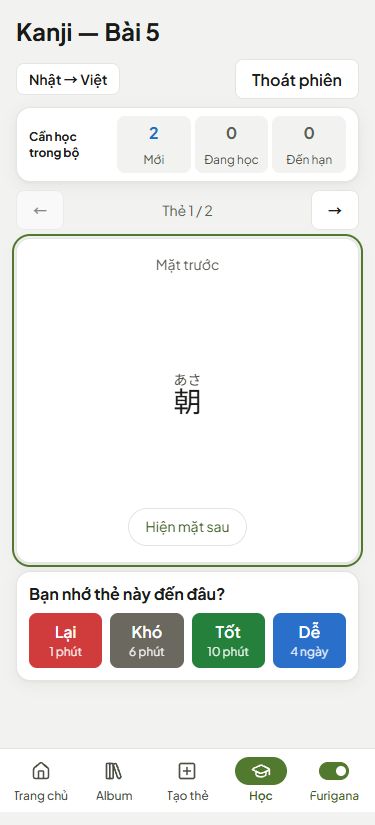 Kanji — Bài 5
Nhật → Việt
Thoát phiên
Cần học
trong bộ
2
Mới
0
Đang học
0
Đến hạn
←
Thẻ 1 / 2
→
Mặt trước
あさ
朝
Hiện mặt sau
Bạn nhớ thẻ này đến đâu?
Lại
1 phút
Khó
6 phút
Tốt
10 phút
Dễ
4 ngày
Trang chủ
Album
Tạo thẻ
Học
Furigana